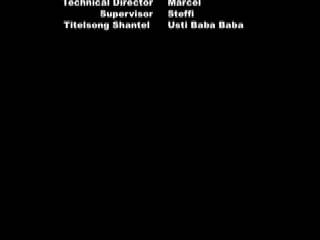 Technical Director Marcel
Supervisor Steffi
Titelsong Shantel Usti Baba Baba